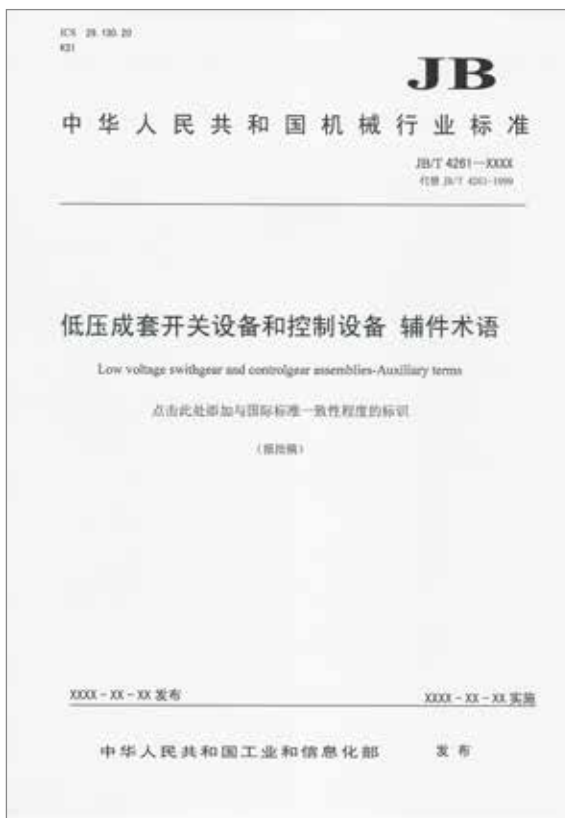 ICS 29.130.20
K31
JB
中华人民共和国机械行业标准
JB/T 4261—XXXX
代替 JB/T 4261-1999
低压成套开关设备和控制设备 辅件术语
Low voltage swithgear and controlgear assemblies-Auxiliary terms
点击此处添加与国际标准一致性程度的标识
（报批稿）
XXXX-XX-XX 发布
XXXX-XX-XX 实施
中华人民共和国工业和信息化部 发布